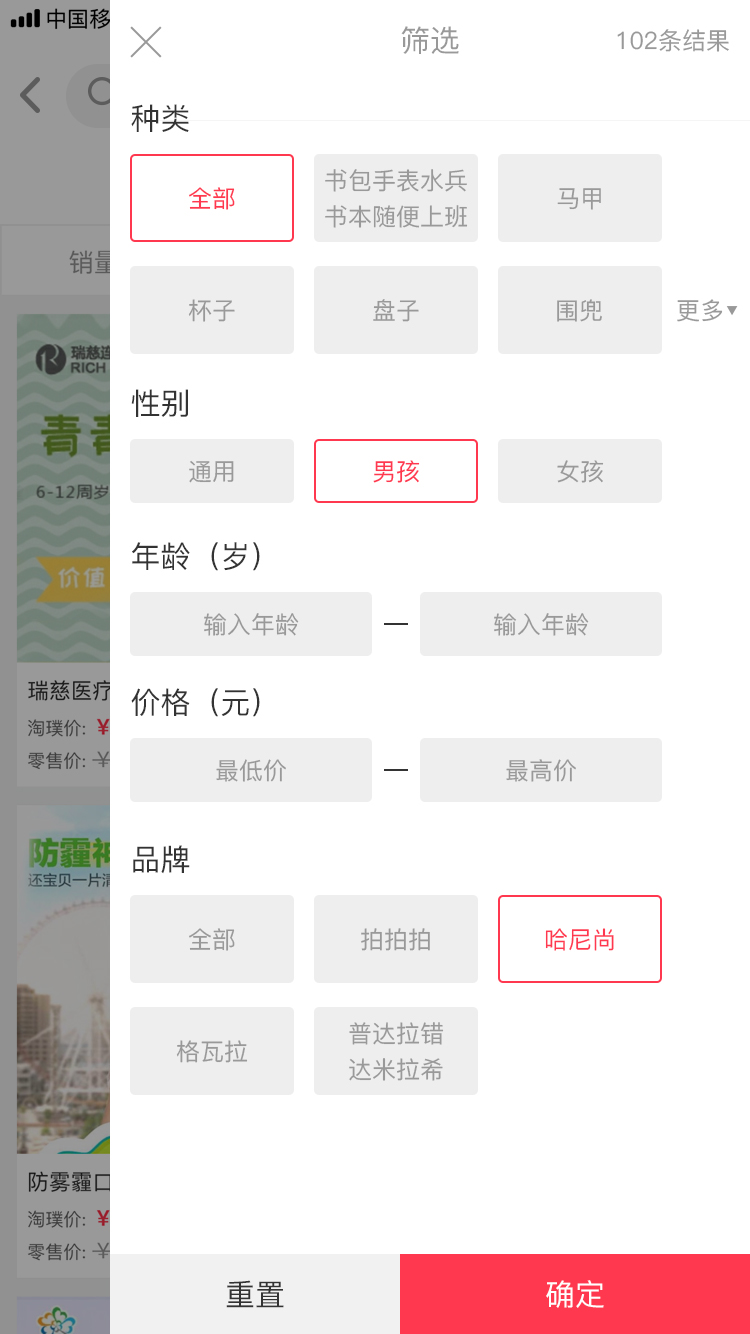 中国移
筛选
102条结果
种类
全部
书包手表水兵
书本随便上班
马甲
杯子
盘子
围兜
更多▾
性别
通用
男孩
女孩
年龄（岁）
输入年龄
—
输入年龄
价格（元）
最低价
—
最高价
品牌
全部
拍拍拍
哈尼尚
格瓦拉
普达拉错
达米拉希
重置
确定
销量
瑞慈连
RICH
青青
6-12周岁
价值
瑞慈医疗
淘璞价: ¥
零售价: ¥
防霾神
还宝贝一片清
防雾霾口
淘璞价: ¥
零售价: ¥